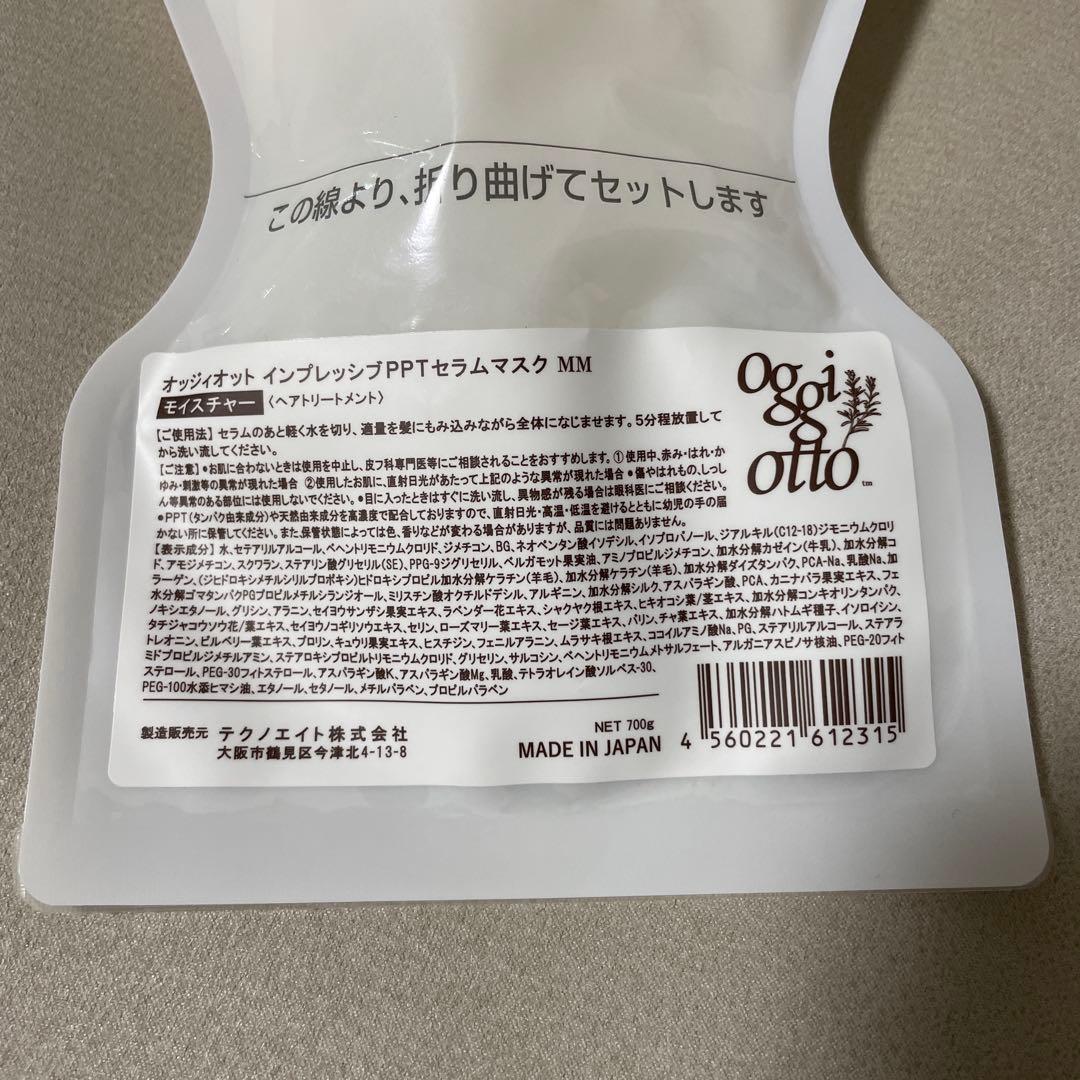 この線より、折り曲げてセットします
オッジィオット インプレッシブPPTセラムマスク MM
モイスチャー 〈ヘアトリートメント〉
oggi
otto™
【ご使用法】セラムのあと軽く水を切り、適量を髪にもみ込みながら全体になじませます。5分程放置して
から洗い流してください。
【ご注意】●お肌に合わないときは使用を中止し、皮フ科専門医等にご相談されることをおすすめします。①使用中、赤み・はれ・か
ゆみ・刺激等の異常が現れた場合 ②使用したお肌に、直射日光があたって上記のような異常が現れた場合 ●傷やはれもの、しっし
ん等異常のある部位には使用しないでください。●目に入ったときはすぐに洗い流し、異物感が残る場合は眼科医にご相談ください。
●PPT(タンパク由来成分)や天然由来成分を高濃度で配合しておりますので、直射日光・高温・低温を避けるとともに幼児の手の届
かない所に保管してください。また、保管状態によっては色、香りなどが変わる場合がありますが、品質には問題ありません。
【表示成分】水、セテアリルアルコール、ベヘントリモニウムクロリド、ジメチコン、BG、ネオペンタン酸イソデシル、イソプロパノール、ジアルキル(C12-18)ジモニウムクロリ
ド、アモジメチコン、スクワラン、ステアリン酸グリセリル(SE)、PPG-9ジグリセリル、ベルガモット果実油、アミノプロピルジメチコン、加水分解カゼイン(牛乳)、加水分解コ
ラーゲン、(ジヒドロキシメチルシリルプロポキシ)ヒドロキシプロピル加水分解ケラチン(羊毛)、加水分解ケラチン(羊毛)、加水分解ダイズタンパク、PCA-Na、乳酸Na、加
水分解ゴマタンパクPGプロピルメチルシランジオール、ミリスチン酸オクチルドデシル、アルギニン、加水分解シルク、アスパラギン酸、PCA、カニナバラ果実エキス、フェ
ノキシエタノール、グリシン、アラニン、セイヨウサンザシ果実エキス、ラベンダー花エキス、シャクヤク根エキス、ヒキオコシ葉/茎エキス、加水分解コンキオリンタンパク、
タチジャコウソウ花/葉エキス、セイヨウノコギリソウエキス、セリン、ローズマリー葉エキス、セージ葉エキス、バリン、チャ葉エキス、加水分解ハトムギ種子、イソロイシン、
トレオニン、ビルベリー葉エキス、プロリン、キュウリ果実エキス、ヒスチジン、フェニルアラニン、ムラサキ根エキス、ココイルアミノ酸Na、PG、ステアリルアルコール、ステアラ
ミドプロピルジメチルアミン、ステアロキシプロピルトリモニウムクロリド、グリセリン、サルコシン、ベヘントリモニウムメトサルフェート、アルガニアスピノサ核油、PEG-20フィト
ステロール、PEG-30フィトステロール、アスパラギン酸K、アスパラギン酸Mg、乳酸、テトラオレイン酸ソルベス-30、
PEG-100水添ヒマシ油、エタノール、セタノール、メチルパラベン、プロピルパラベン
製造販売元 テクノエイト株式会社
大阪市鶴見区今津北4-13-8
NET 700g
MADE IN JAPAN
4 560221 612315